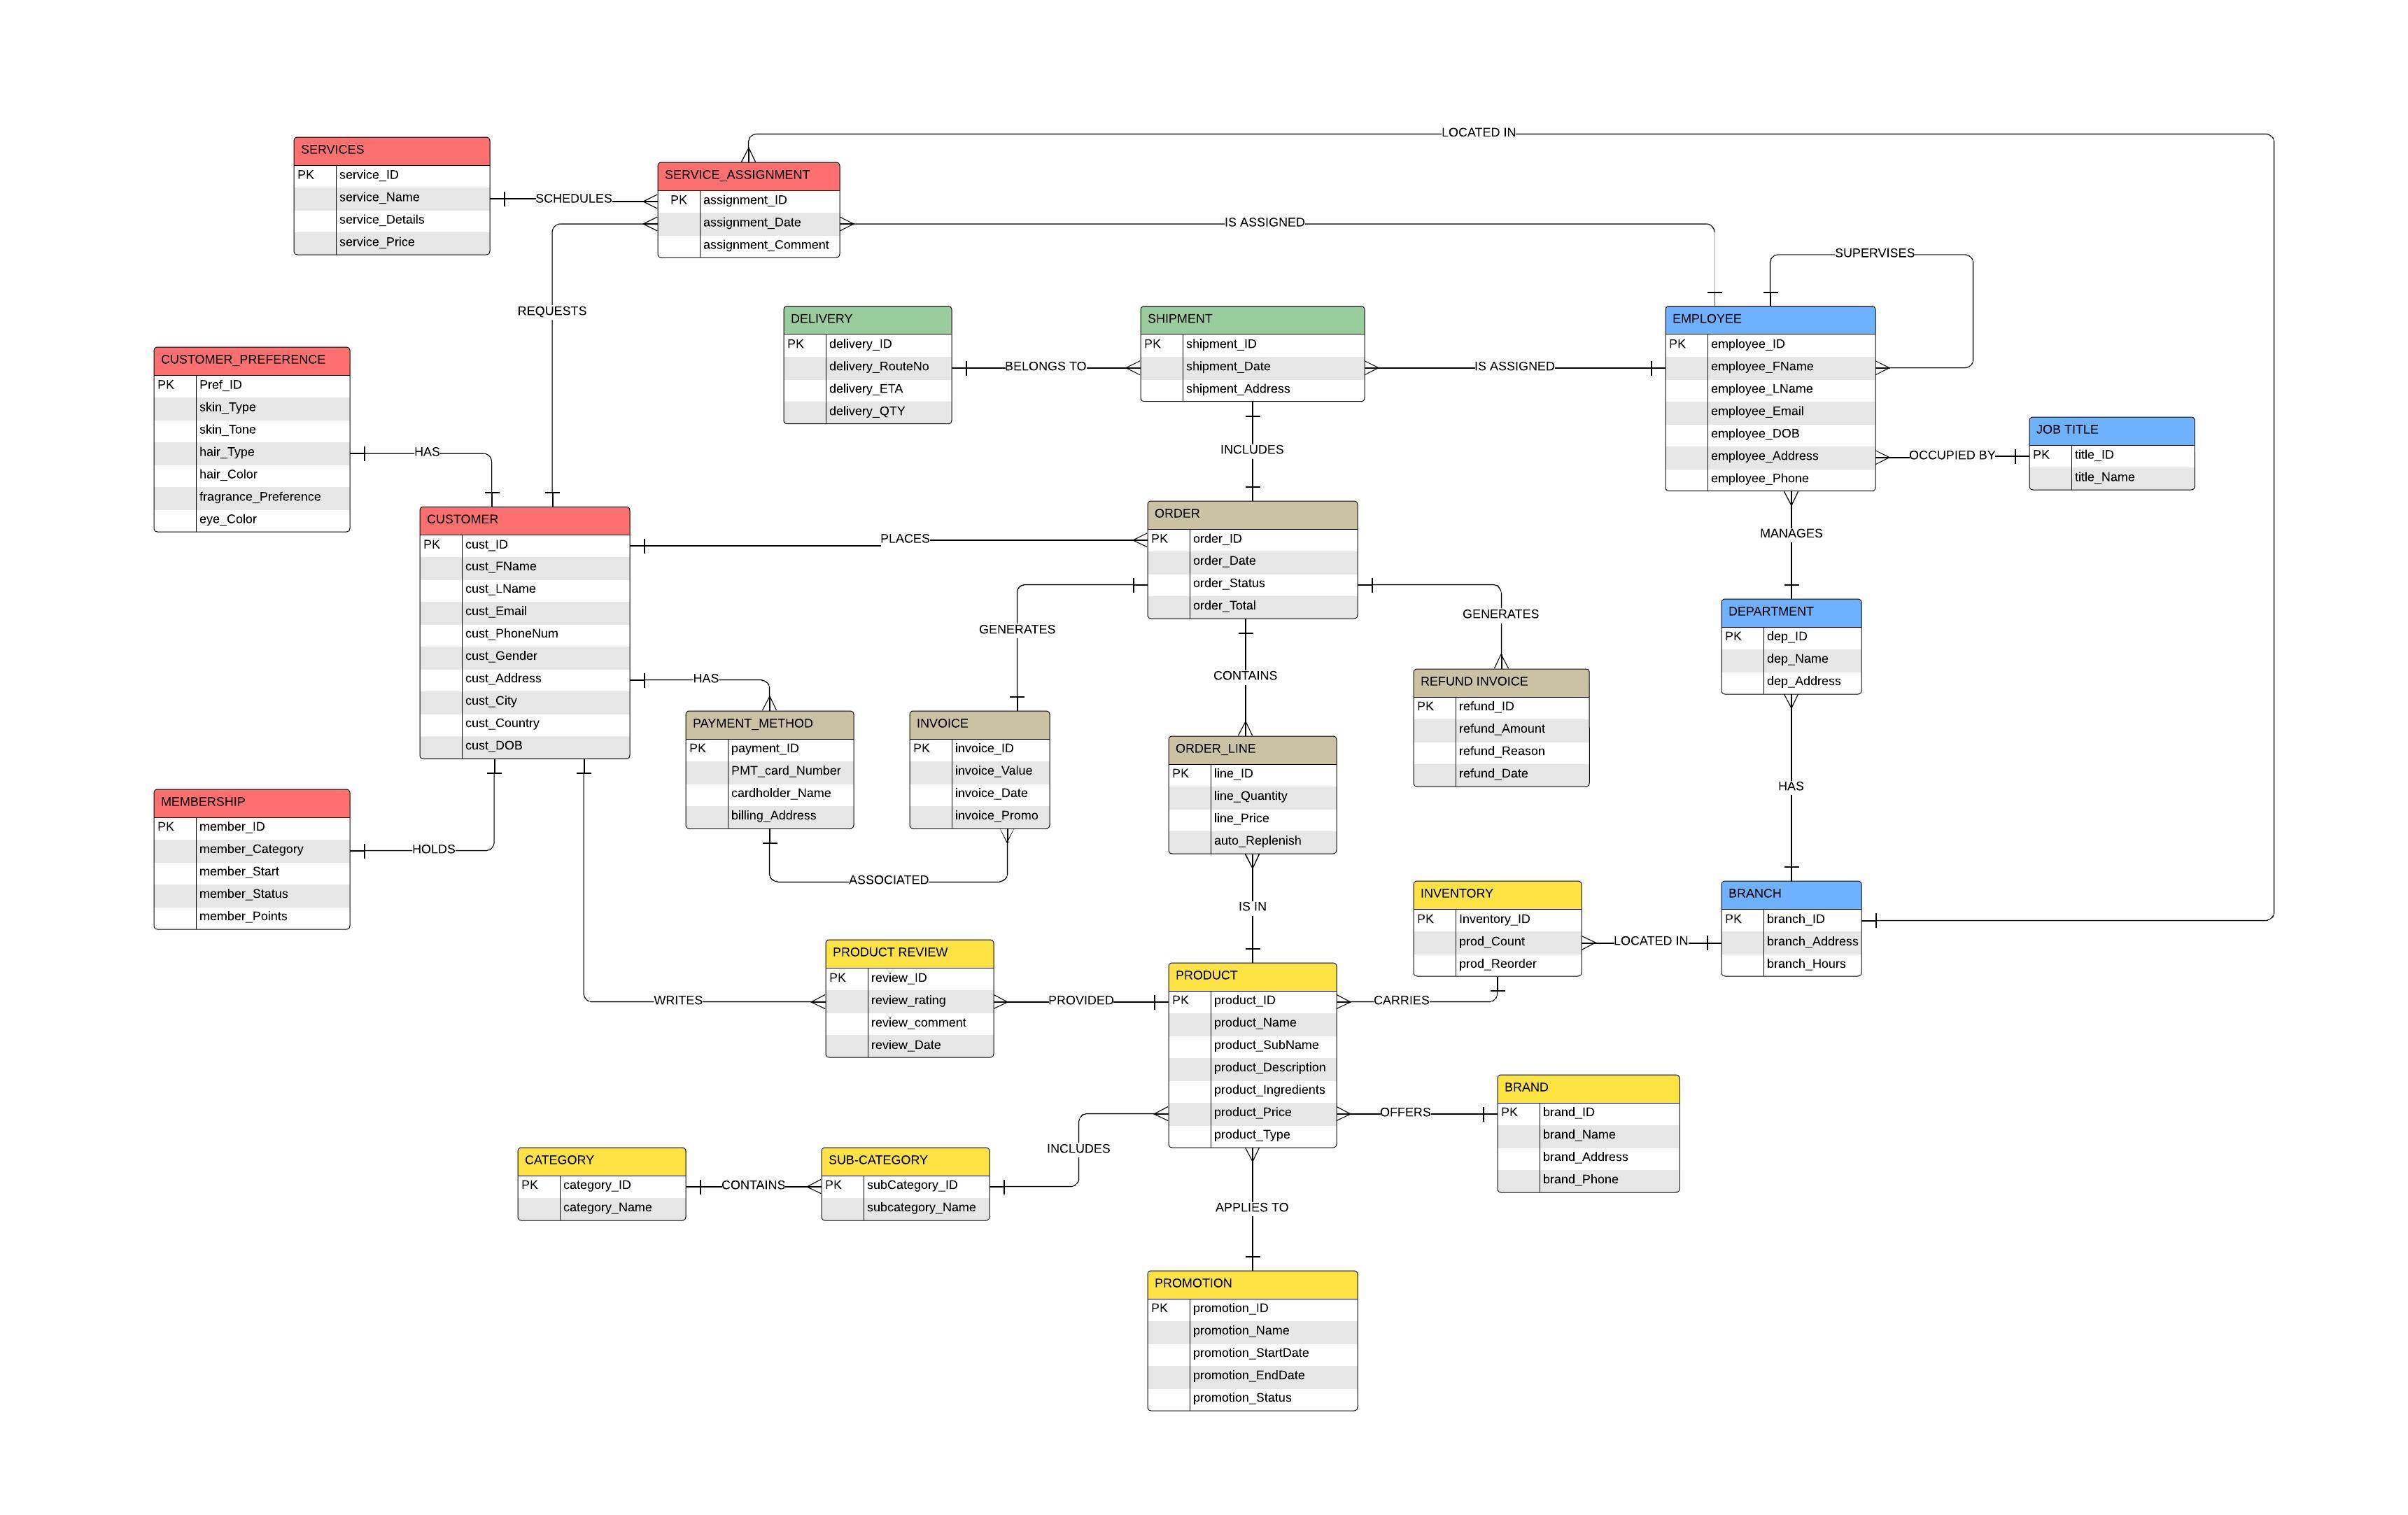 LOCATED IN
SERVICES
PK service_ID
service_Name
service_Details
service_Price
SCHEDULES
SERVICE_ASSIGNMENT
PK assignment_ID
assignment_Date
assignment_Comment
IS ASSIGNED
SUPERVISES
REQUESTS
DELIVERY
PK delivery_ID
delivery_RouteNo
delivery_ETA
delivery_QTY
BELONGS TO
SHIPMENT
PK shipment_ID
shipment_Date
shipment_Address
IS ASSIGNED
EMPLOYEE
PK employee_ID
employee_FName
employee_LName
employee_Email
employee_DOB
employee_Address
employee_Phone
OCCUPIED BY
JOB TITLE
PK title_ID
title_Name
CUSTOMER_PREFERENCE
PK Pref_ID
skin_Type
skin_Tone
hair_Type
hair_Color
fragrance_Preference
eye_Color
HAS
INCLUDES
MANAGES
CUSTOMER
PK cust_ID
cust_FName
cust_LName
cust_Email
cust_PhoneNum
cust_Gender
cust_Address
cust_City
cust_Country
cust_DOB
PLACES
ORDER
PK order_ID
order_Date
order_Status
order_Total
GENERATES
CONTAINS
GENERATES
DEPARTMENT
PK dep_ID
dep_Name
dep_Address
HAS
PAYMENT_METHOD
PK payment_ID
PMT_card_Number
cardholder_Name
billing_Address
INVOICE
PK invoice_ID
invoice_Value
invoice_Date
invoice_Promo
ORDER_LINE
PK line_ID
line_Quantity
line_Price
auto_Replenish
REFUND INVOICE
PK refund_ID
refund_Amount
refund_Reason
refund_Date
HAS
MEMBERSHIP
PK member_ID
member_Category
member_Start
member_Status
member_Points
HOLDS
ASSOCIATED
IS IN
INVENTORY
PK Inventory_ID
prod_Count
prod_Reorder
LOCATED IN
BRANCH
PK branch_ID
branch_Address
branch_Hours
WRITES
PRODUCT REVIEW
PK review_ID
review_rating
review_comment
review_Date
PROVIDED
PRODUCT
PK product_ID
product_Name
product_SubName
product_Description
product_Ingredients
product_Price
product_Type
CARRIES
OFFERS
BRAND
PK brand_ID
brand_Name
brand_Address
brand_Phone
CATEGORY
PK category_ID
category_Name
CONTAINS
SUB-CATEGORY
PK subCategory_ID
subcategory_Name
INCLUDES
APPLIES TO
PROMOTION
PK promotion_ID
promotion_Name
promotion_StartDate
promotion_EndDate
promotion_Status